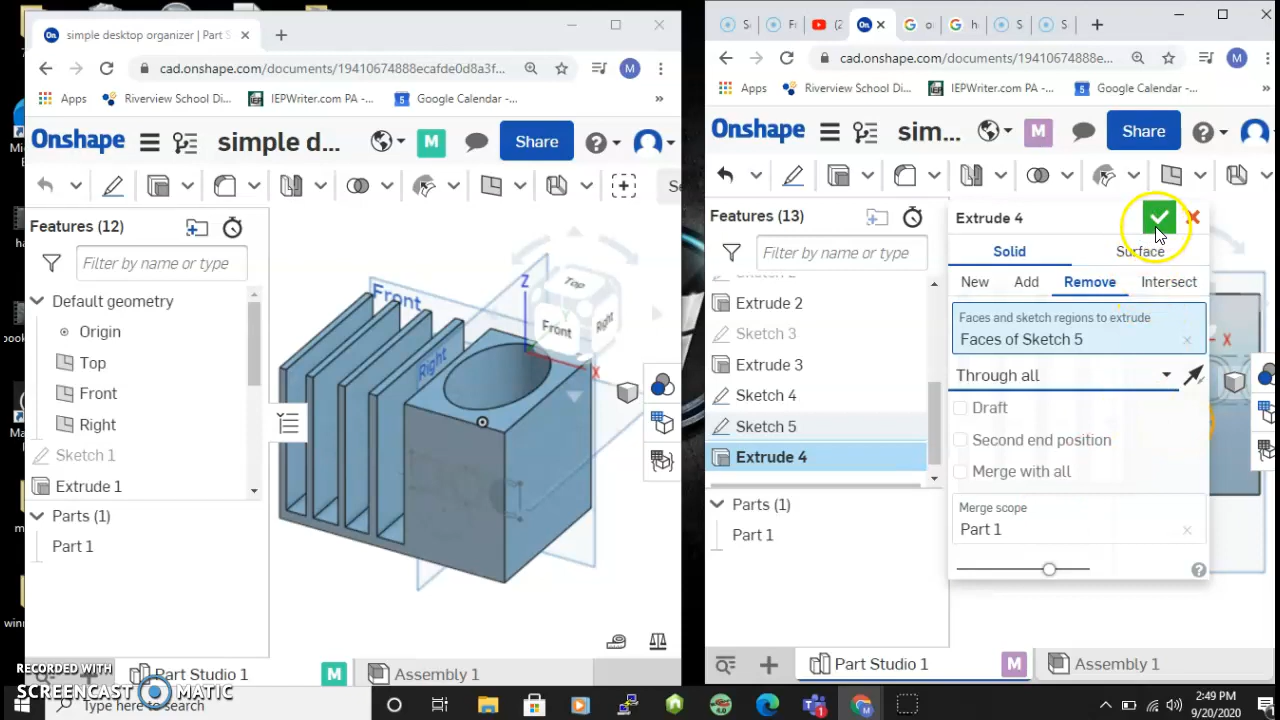 simple desktop organizer | Part S
cad.onshape.com/documents/19410674888ecafde0d8a3f...
M
Apps
Riverview School Di...
IEPWriter.com PA -...
Google Calendar -...
»
Onshape
simple d...
M
Share
Features (12)
Filter by name or type
Default geometry
Origin
Top
Front
Right
Sketch 1
Extrude 1
Parts (1)
Part 1
Front
Right
Z
X
Top
Front
Right
Part Studio 1
M
Assembly 1
cad.onshape.com/documents/19410674888e...
M
Apps
Riverview School Di...
IEPWriter.com PA -...
Google Calendar -...
»
Onshape
sim...
M
Share
Features (13)
Filter by name or type
Extrude 2
Sketch 3
Extrude 3
Sketch 4
Sketch 5
Extrude 4
Parts (1)
Part 1
Extrude 4
Solid
Surface
New
Add
Remove
Intersect
Faces and sketch regions to extrude
Faces of Sketch 5
Through all
Draft
Second end position
Merge with all
Merge scope
Part 1
X
Part Studio 1
M
Assembly 1
RECORDED WITH
SCREENCAST MATIC
Type here to search
2:49 PM
9/20/2020